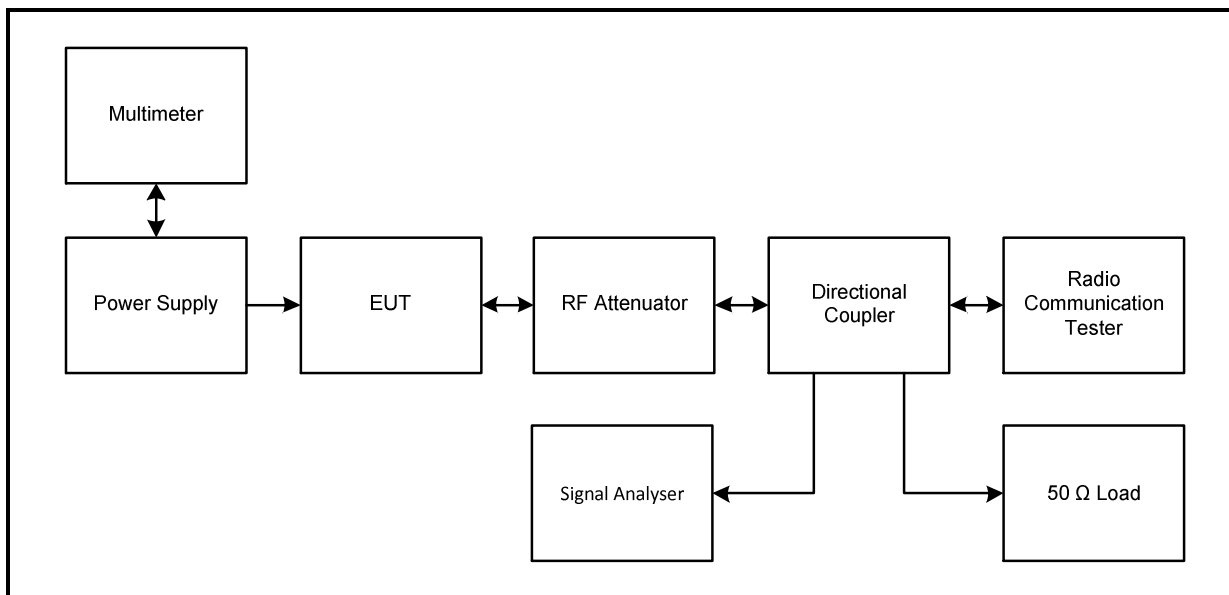 Multimeter
Power Supply
EUT
RF Attenuator
Directional
Coupler
Radio
Communication
Tester
Signal Analyser
50 Ω Load